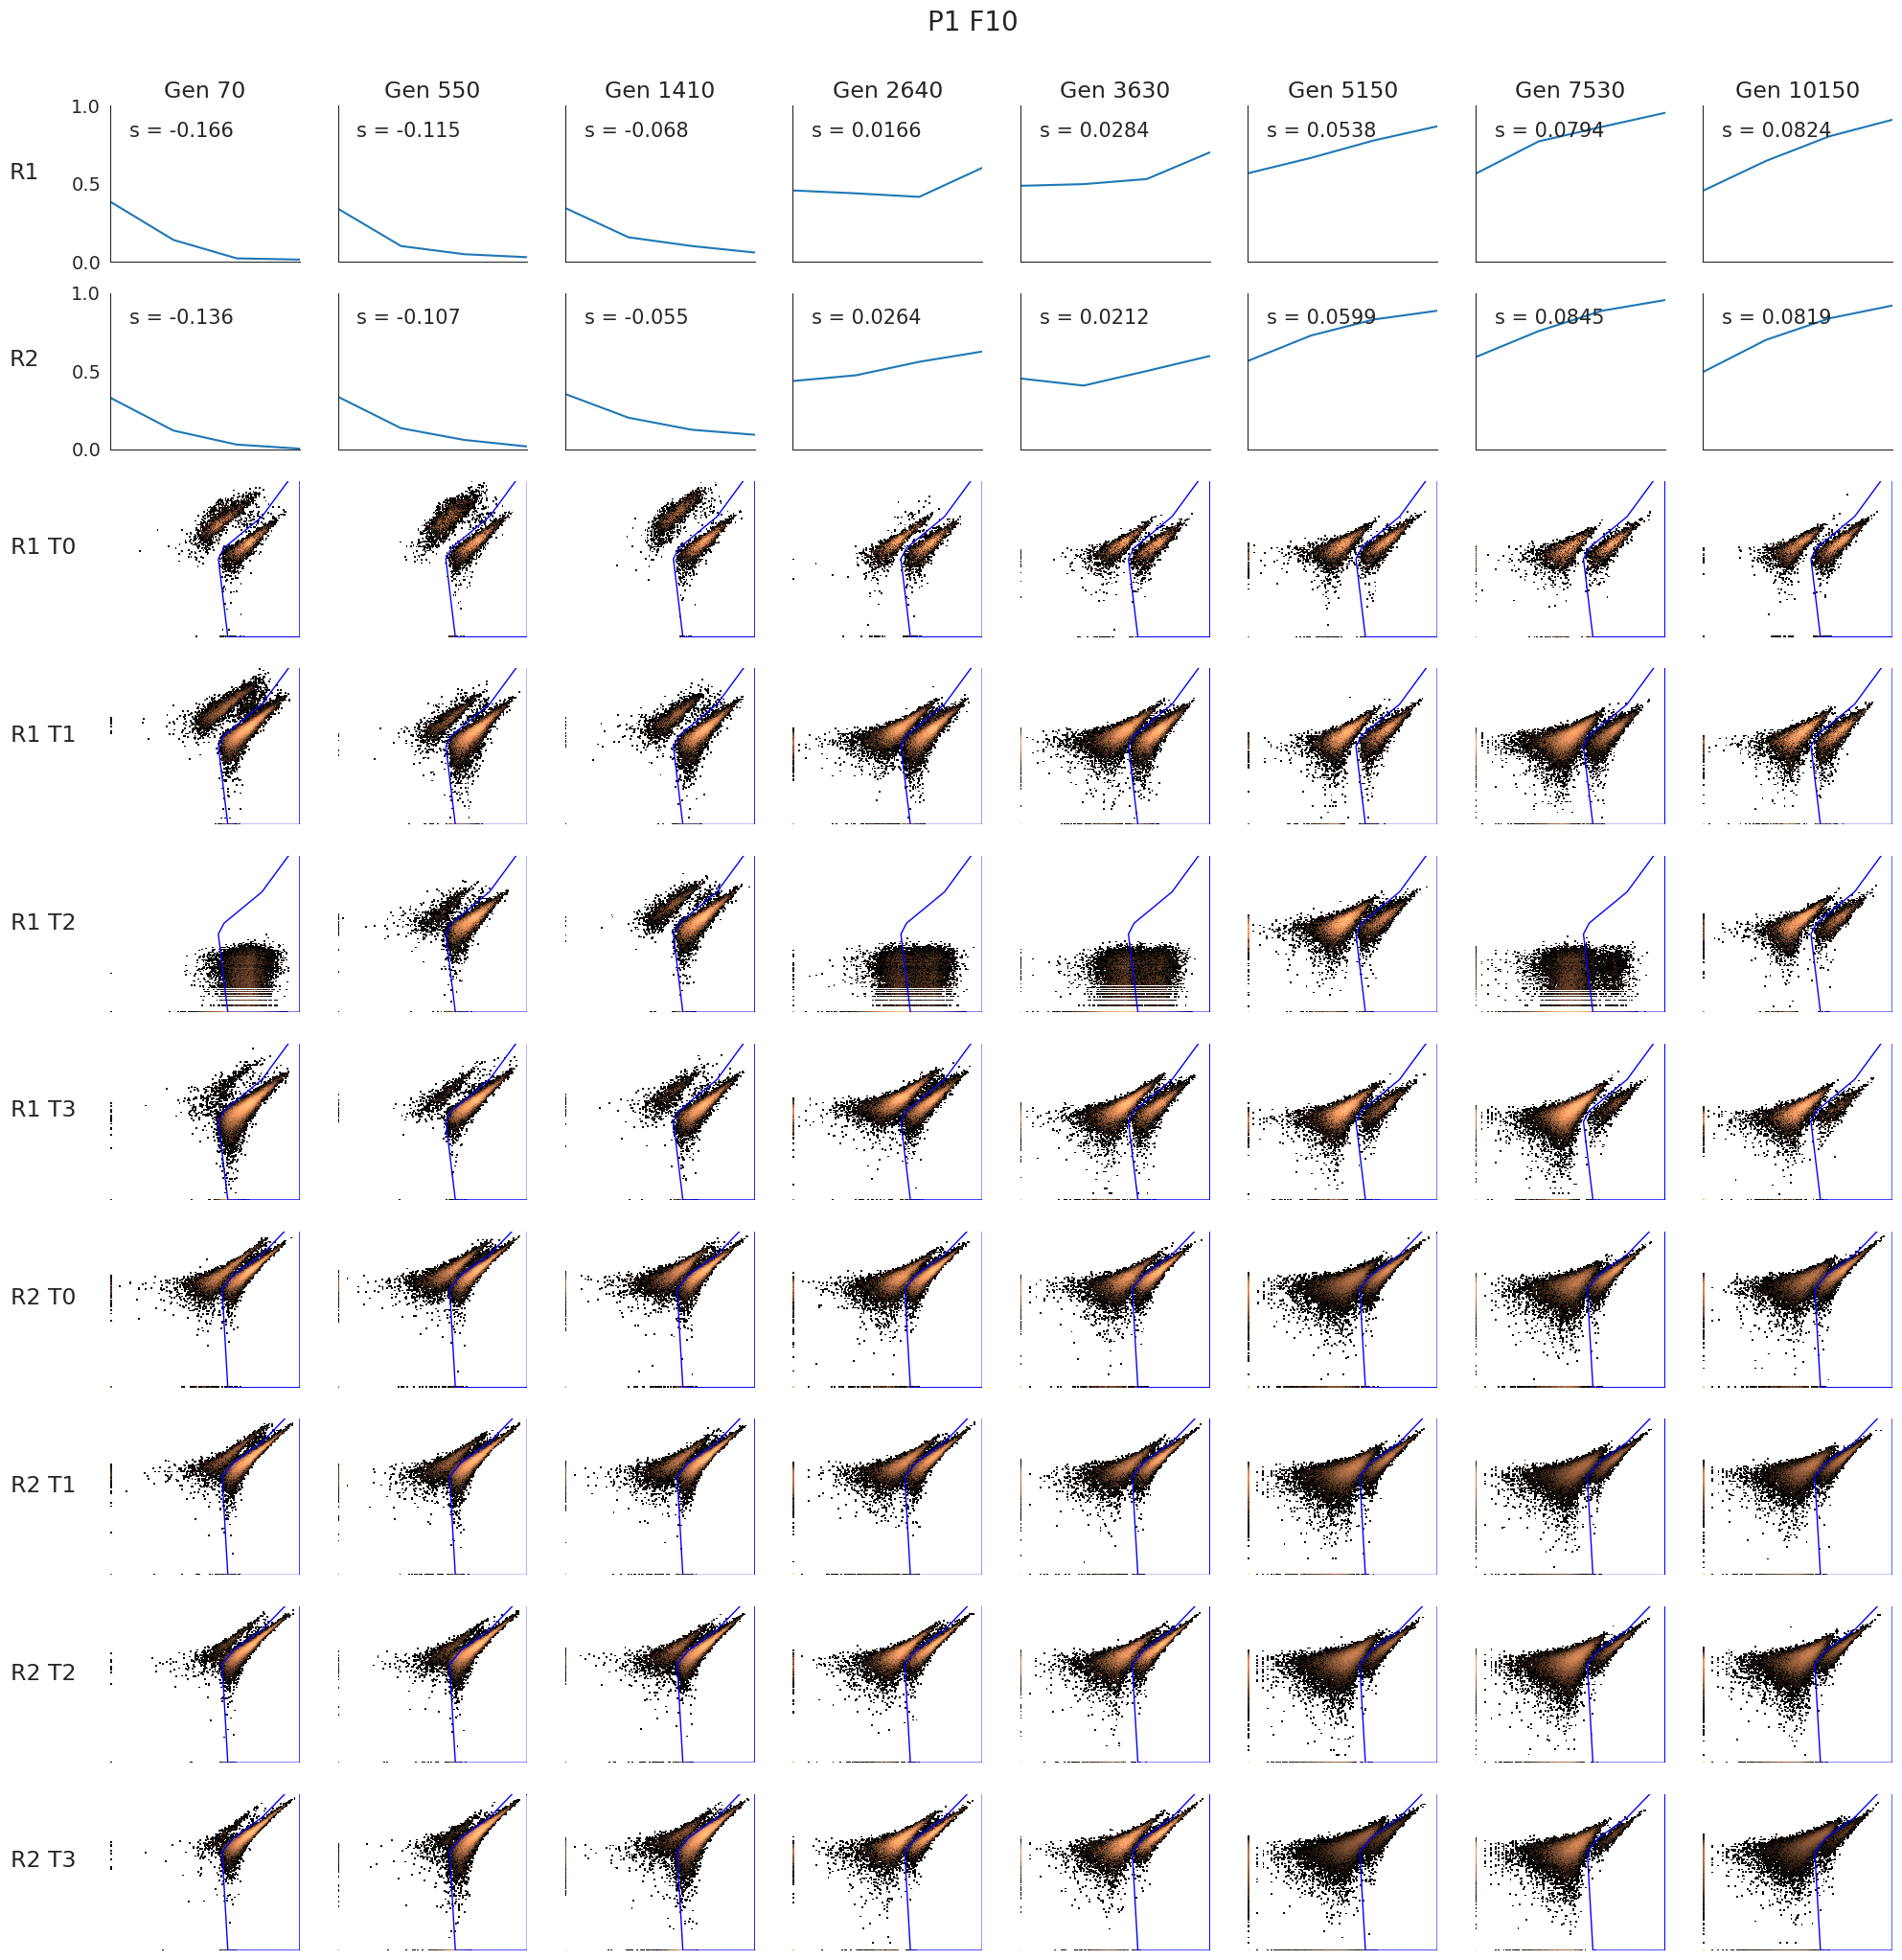 P1 F10
Gen 70 Gen 550 Gen 1410 Gen 2640 Gen 3630 Gen 5150 Gen 7530 Gen 10150
1.0
s = -0.166 s = -0.115 s = -0.068 s = 0.0166 s = 0.0284 s = 0.0538 s = 0.0794 s = 0.0824
R1
0.5
0.0
1.0
s = -0.136 s = -0.107 s = -0.055 s = 0.0264 s = 0.0212 s = 0.0599 s = 0.0845 s = 0.0819
R2
0.5
0.0
R1 T0
R1 T1
R1 T2
R1 T3
R2 T0
R2 T1
R2 T2
R2 T3